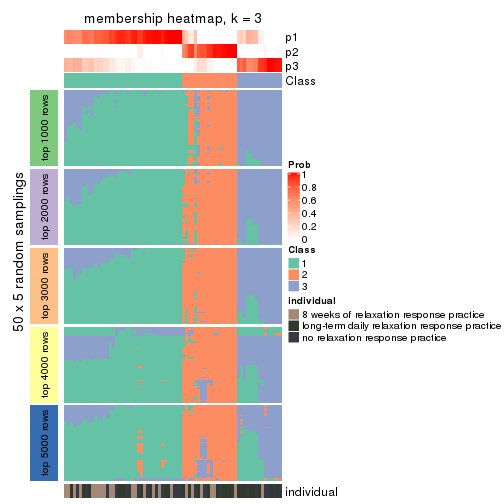 membership heatmap, k = 3
p1
p2
p3
Class
50 x 5 random samplings
top 1000 rows
top 2000 rows
top 3000 rows
top 4000 rows
top 5000 rows
Prob
1
0.8
0.6
0.4
0.2
0
Class
1
2
3
individual
8 weeks of relaxation response practice
long-term daily relaxation response practice
no relaxation response practice
individual